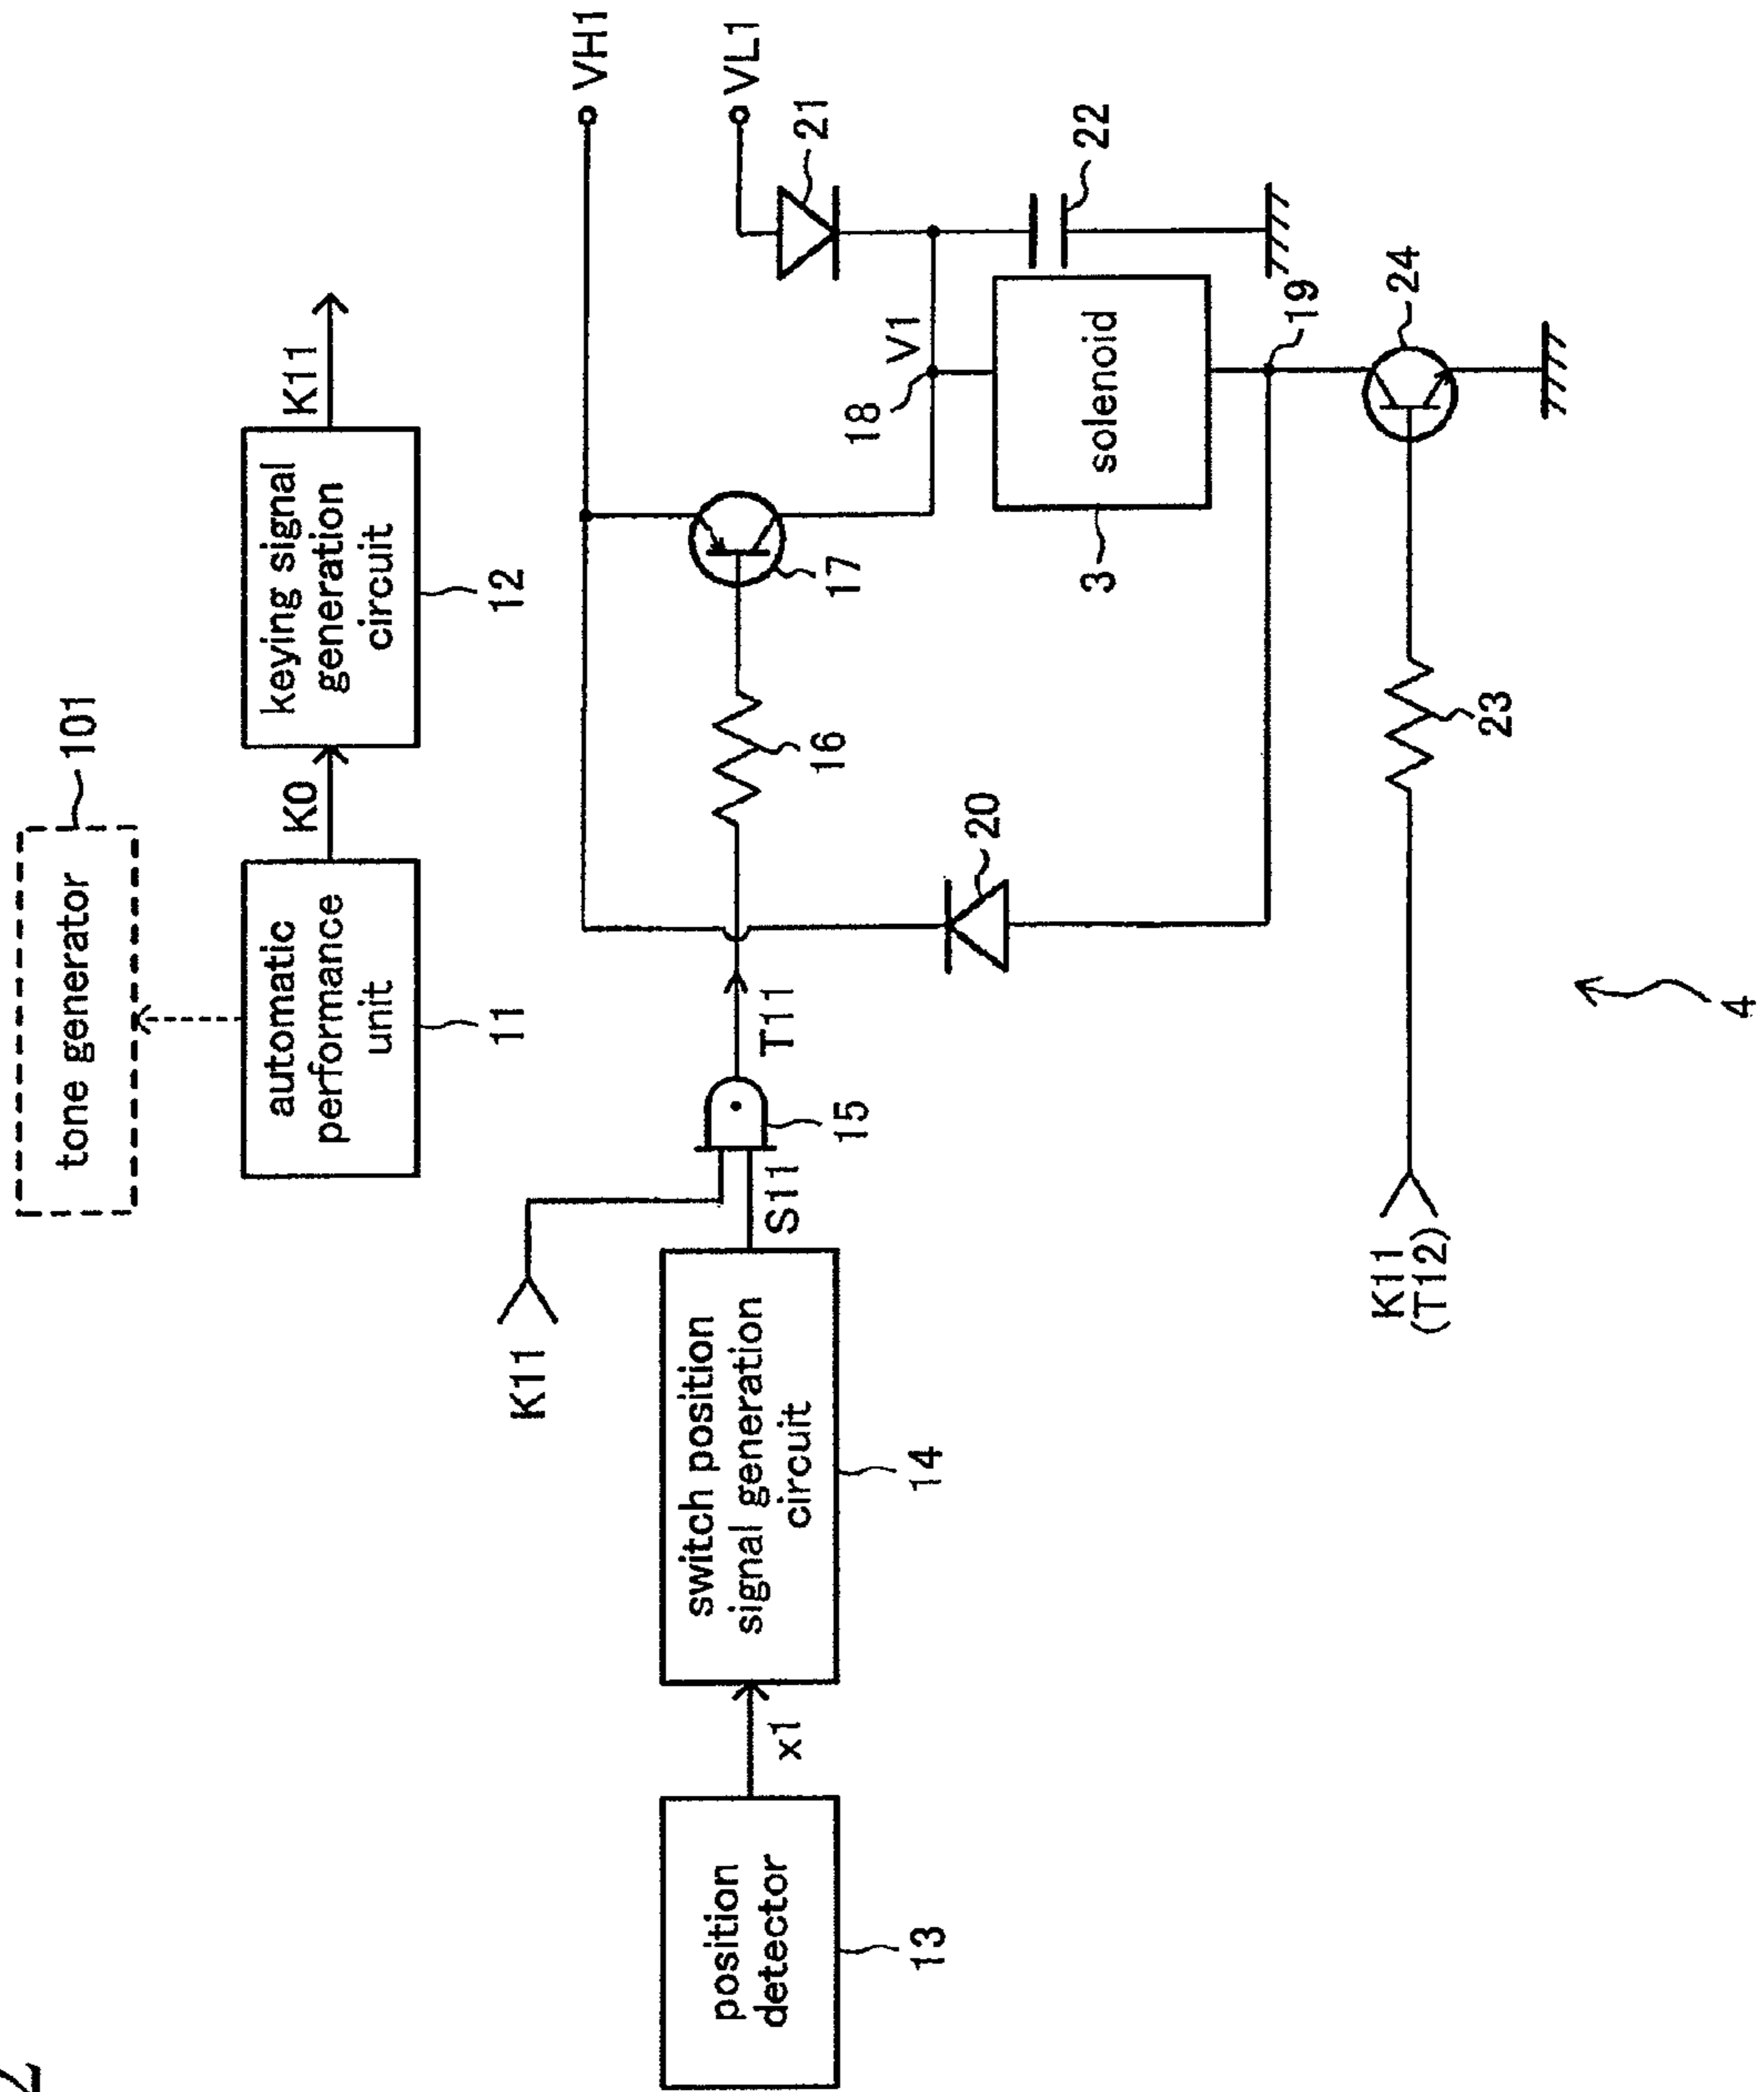 2
tone generator
101
automatic
performance
unit
11
K0
keying signal
generation
circuit
12
K11
VH1
VL1
21
22
K11
position
detector
13
x1
switch position
signal generation
circuit
14
S11
15
T11
16
17
18
V1
solenoid
3
19
20
K11
(T12)
23
24
4